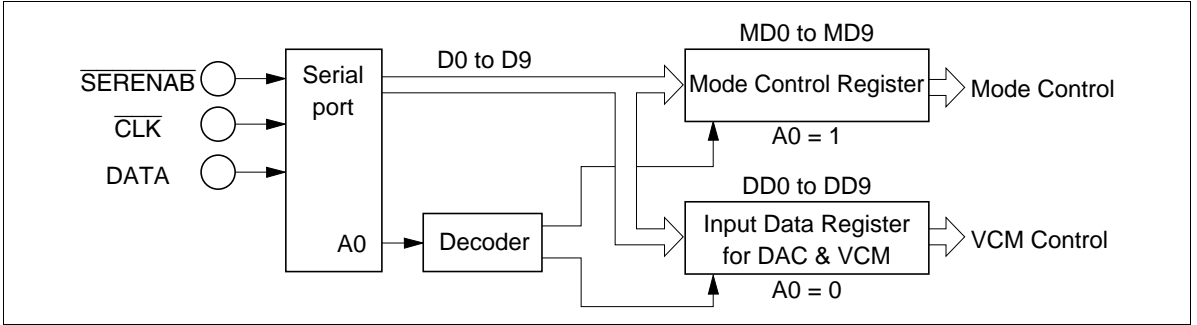 SERENAB
CLK
DATA
Serial
port
A0
D0 to D9
Decoder
MD0 to MD9
Mode Control Register
A0 = 1
Mode Control
DD0 to DD9
Input Data Register
for DAC & VCM
A0 = 0
VCM Control